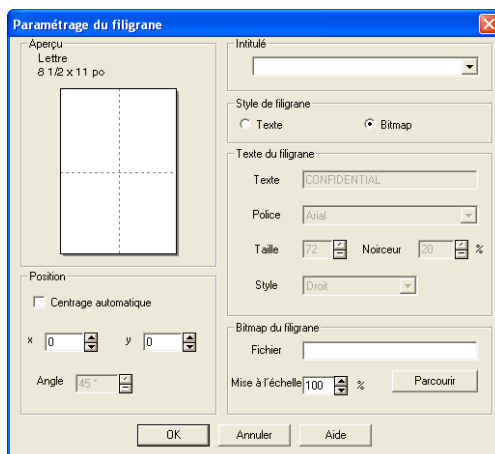 Paramétrage du filigrane
Aperçu
Lettre
8 1/2 x 11 po
Position
Centrage automatique
x 0 y 0
Angle 45 °
Intitulé
Style de filigrane
Texte Bitmap
Texte du filigrane
Texte CONFIDENTIAL
Police Arial
Taille 72 Noirceur 20 %
Style Droit
Bitmap du filigrane
Fichier
Mise à l'échelle 100 % Parcourir
OK Annuler Aide